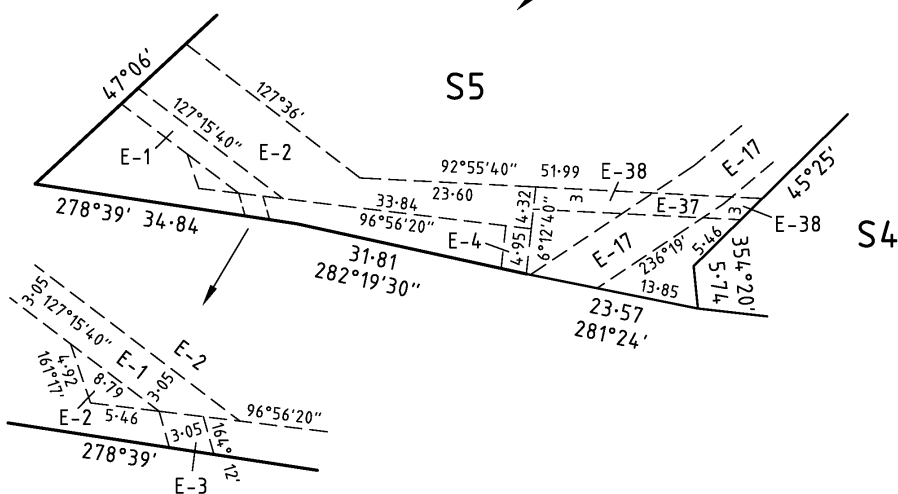 47°06′
S5
127°36′
127°15′40″
E-1
E-2
92°55′40″
51·99
E-38
E-17
45°25′
23·60
3
E-37
3
E-38
S4
33·84
96°56′20″
4·95
4·32
6°12′40″
E-4
E-17
236°19′
5·46
354°20′
5·74
278°39′
34·84
31·81
282°19′30″
13·85
23·57
281°24′
3·05
127°15′40″
E-1
E-2
4·92
161°17′
8·79
3·05
96°56′20″
E-2
5·46
3·05
164°12′
278°39′
E-3